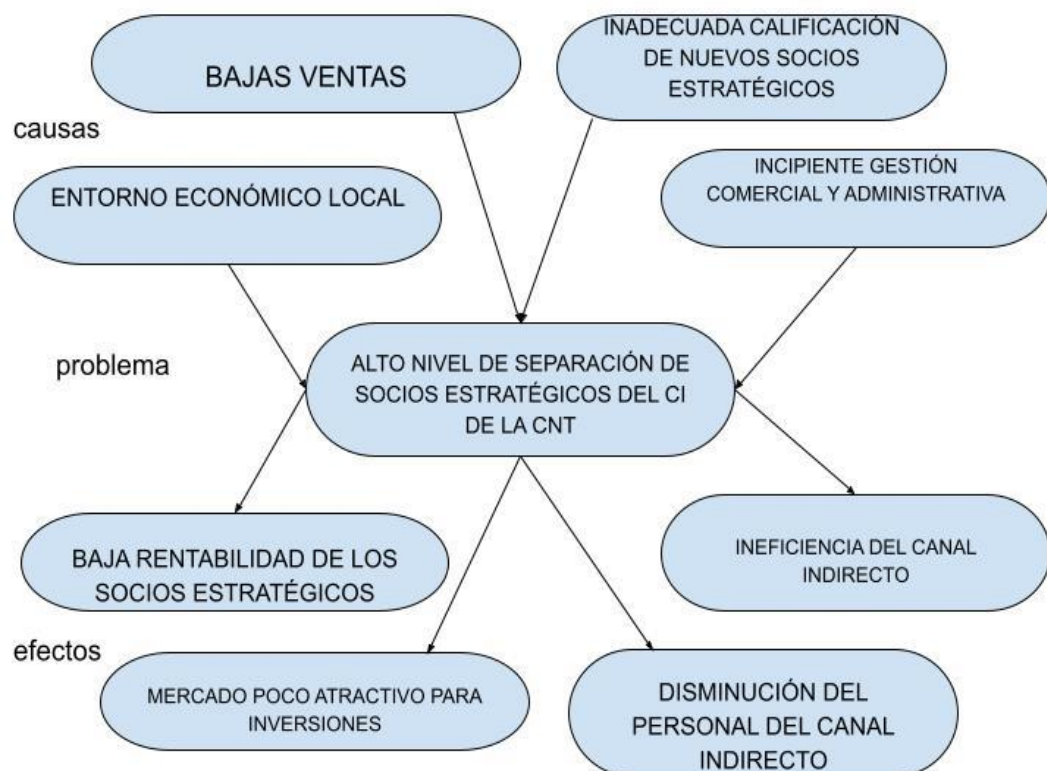 BAJAS VENTAS
INADECUADA CALIFICACIÓN
DE NUEVOS SOCIOS
ESTRATÉGICOS
causas
ENTORNO ECONÓMICO LOCAL
INCIPIENTE GESTIÓN
COMERCIAL Y ADMINISTRATIVA
problema
ALTO NIVEL DE SEPARACIÓN DE
SOCIOS ESTRATÉGICOS DEL CI
DE LA CNT
BAJA RENTABILIDAD DE LOS
SOCIOS ESTRATÉGICOS
INEFICIENCIA DEL CANAL
INDIRECTO
efectos
MERCADO POCO ATRACTIVO PARA
INVERSIONES
DISMINUCIÓN DEL
PERSONAL DEL CANAL
INDIRECTO